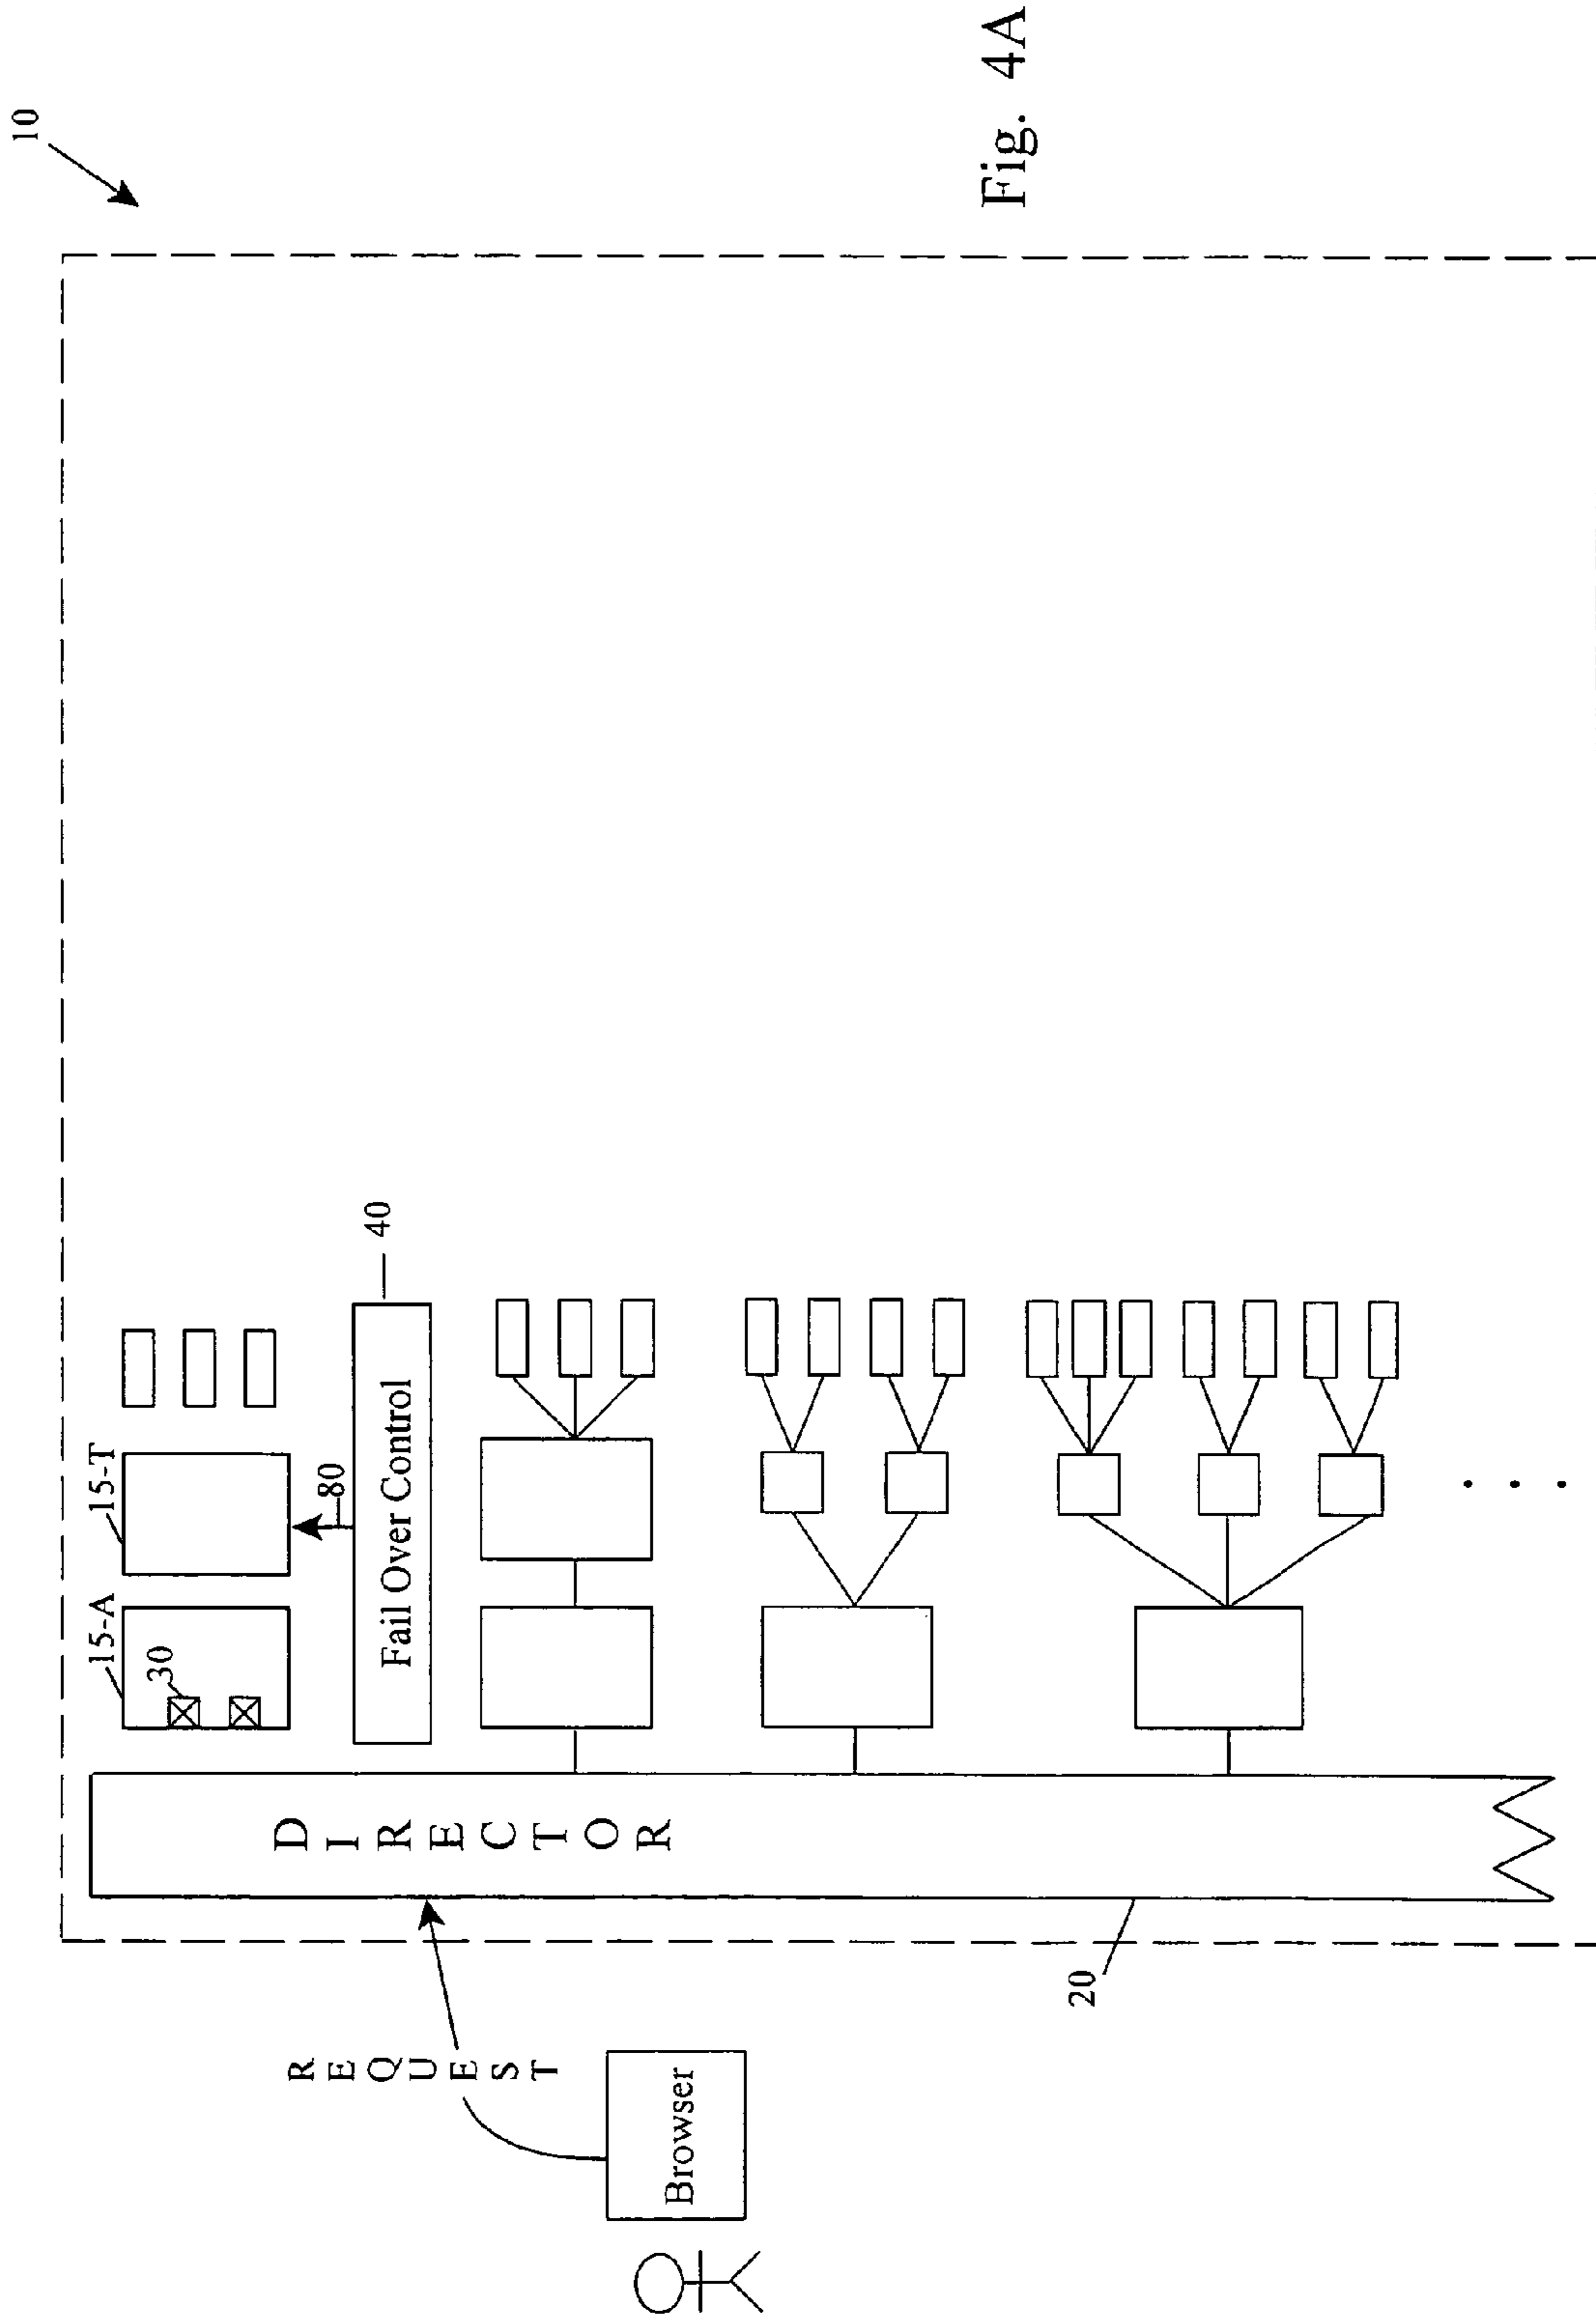 10
15-A
15-T
30
80
Fail Over Control
40
DIRECTOR
REQUEST
Browser
20
Fig. 4A